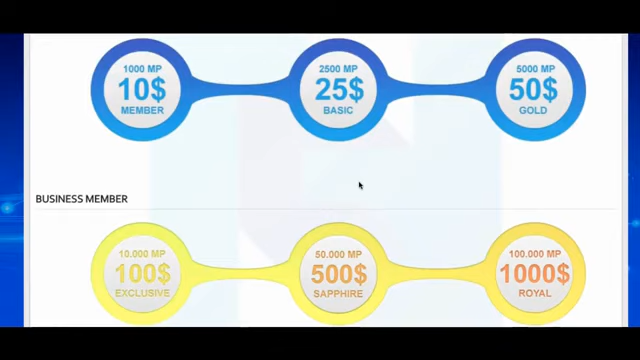 1000 MP
10$
MEMBER
2500 MP
25$
BASIC
5000 MP
50$
GOLD
BUSINESS MEMBER
10.000 MP
100$
EXCLUSIVE
50.000 MP
500$
SAPPHIRE
100.000 MP
1000$
ROYAL